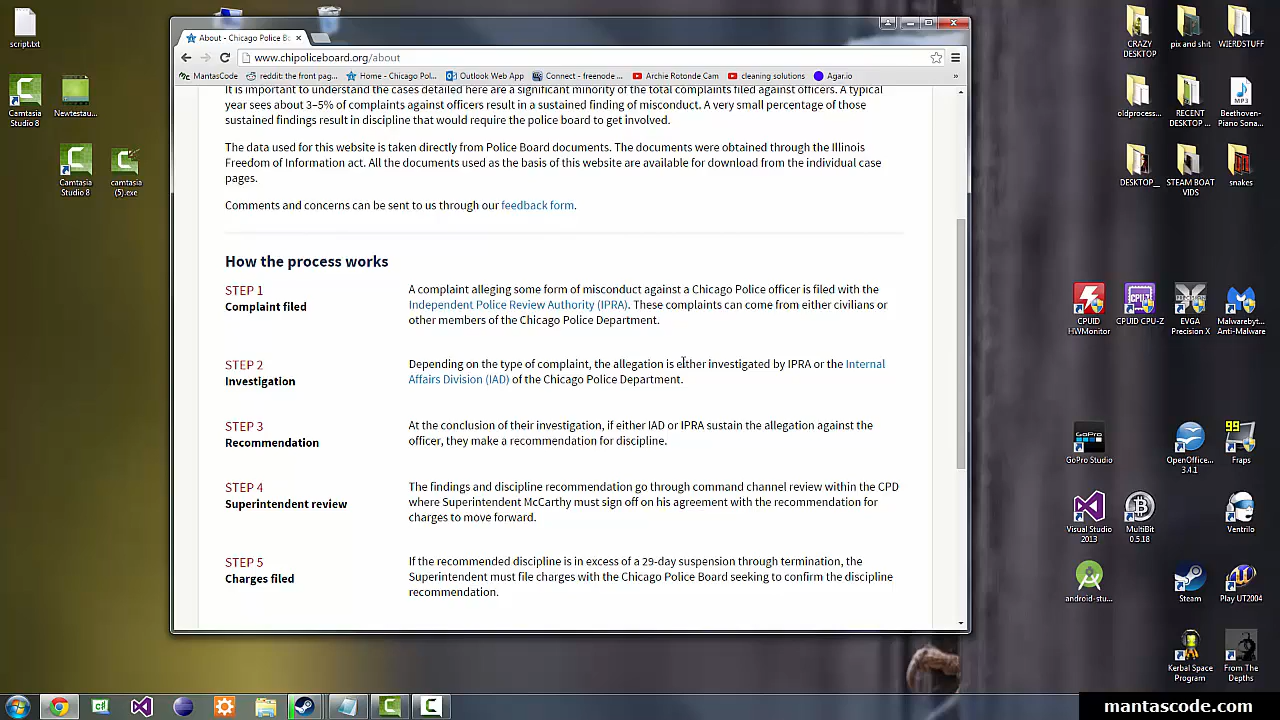 script.txt
Camtasia
Studio 8
Newtestau...
Camtasia
Studio 8
camtasia
(5).exe
About - Chicago Police B
www.chipoliceboard.org/about
MantasCode
reddit the front pag...
Home - Chicago Pol...
Outlook Web App
Connect - freenode ...
Archie Rotonde Cam
cleaning solutions
Agar.io
»
It is important to understand the cases detailed here are a significant minority of the total complaints filed against officers. A typical
year sees about 3–5% of complaints against officers result in a sustained finding of misconduct. A very small percentage of those
sustained findings result in discipline that would require the police board to get involved.
The data used for this website is taken directly from Police Board documents. The documents were obtained through the Illinois
Freedom of Information act. All the documents used as the basis of this website are available for download from the individual case
pages.
Comments and concerns can be sent to us through our feedback form.
How the process works
STEP 1
Complaint filed
A complaint alleging some form of misconduct against a Chicago Police officer is filed with the
Independent Police Review Authority (IPRA). These complaints can come from either civilians or
other members of the Chicago Police Department.
STEP 2
Investigation
Depending on the type of complaint, the allegation is either investigated by IPRA or the Internal
Affairs Division (IAD) of the Chicago Police Department.
STEP 3
Recommendation
At the conclusion of their investigation, if either IAD or IPRA sustain the allegation against the
officer, they make a recommendation for discipline.
STEP 4
Superintendent review
The findings and discipline recommendation go through command channel review within the CPD
where Superintendent McCarthy must sign off on his agreement with the recommendation for
charges to move forward.
STEP 5
Charges filed
If the recommended discipline is in excess of a 29-day suspension through termination, the
Superintendent must file charges with the Chicago Police Board seeking to confirm the discipline
recommendation.
CRAZY
DESKTOP
pix and shit
WIERDSTUFF
oldprocess...
RECENT
DESKTOP ...
MP3
Beethoven-
Piano Sona...
DESKTOP__
STEAM BOAT
VIDS
snakes
CPUID
HWMonitor
CPUID CPU-Z
EVGA
Precision X
Malwarebyt...
Anti-Malware
GoPro Studio
OpenOffice...
3.4.1
99
Fraps
Visual Studio
2013
MultiBit
0.5.18
Ventrilo
android-stu...
Steam
Play UT2004
Kerbal Space
Program
From The
Depths
mantascode.com